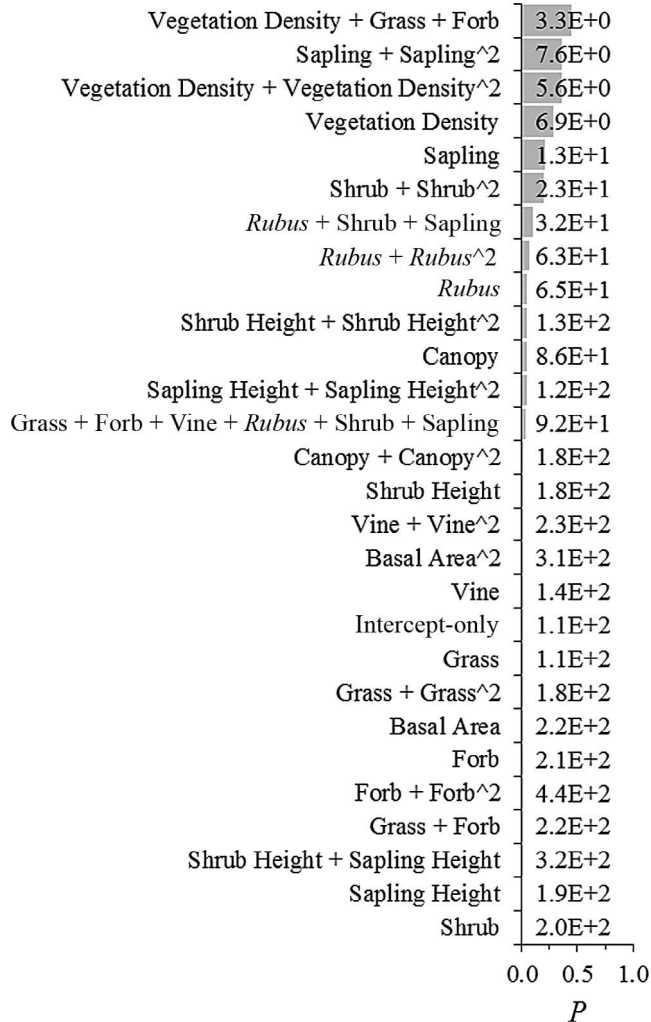 Vegetation Density + Grass + Forb 3.3E+0
Sapling + Sapling^2 7.6E+0
Vegetation Density + Vegetation Density^2 5.6E+0
Vegetation Density 6.9E+0
Sapling 1.3E+1
Shrub + Shrub^2 2.3E+1
Rubus + Shrub + Sapling 3.2E+1
Rubus + Rubus^2 6.3E+1
Rubus 6.5E+1
Shrub Height + Shrub Height^2 1.3E+2
Canopy 8.6E+1
Sapling Height + Sapling Height^2 1.2E+2
Grass + Forb + Vine + Rubus + Shrub + Sapling 9.2E+1
Canopy + Canopy^2 1.8E+2
Shrub Height 1.8E+2
Vine + Vine^2 2.3E+2
Basal Area^2 3.1E+2
Vine 1.4E+2
Intercept-only 1.1E+2
Grass 1.1E+2
Grass + Grass^2 1.8E+2
Basal Area 2.2E+2
Forb 2.1E+2
Forb + Forb^2 4.4E+2
Grass + Forb 2.2E+2
Shrub Height + Sapling Height 3.2E+2
Sapling Height 1.9E+2
Shrub 2.0E+2
0.0 0.5 1.0
P